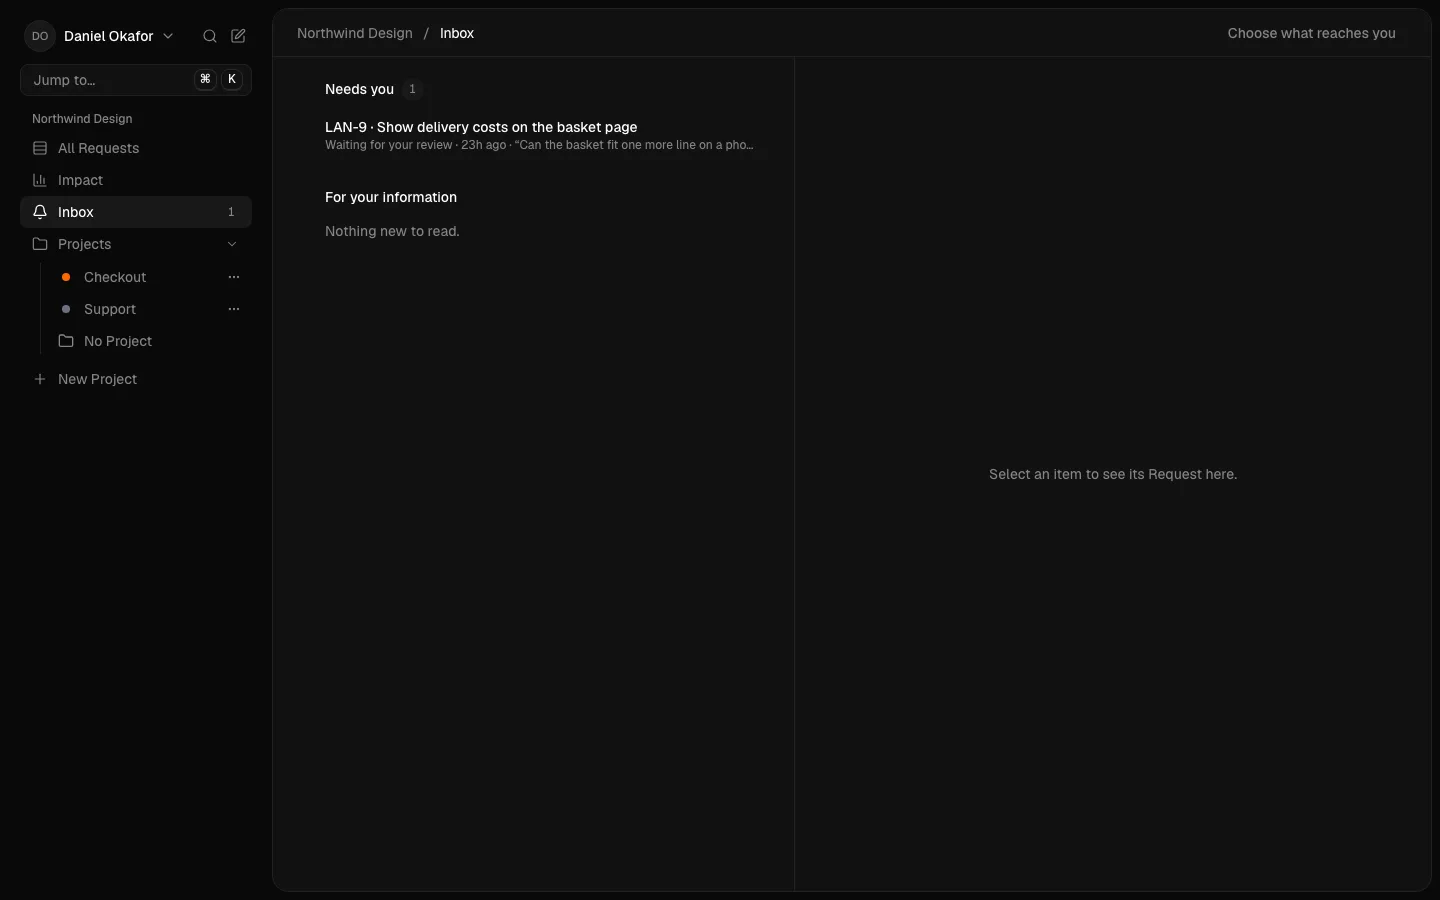 DO Daniel Okafor
Jump to... ⌘ K
Northwind Design
All Requests
Impact
Inbox 1
Projects
Checkout
Support
No Project
New Project
Northwind Design / Inbox
Choose what reaches you
Needs you 1
LAN-9 · Show delivery costs on the basket page
Waiting for your review · 23h ago · “Can the basket fit one more line on a pho…
For your information
Nothing new to read.
Select an item to see its Request here.